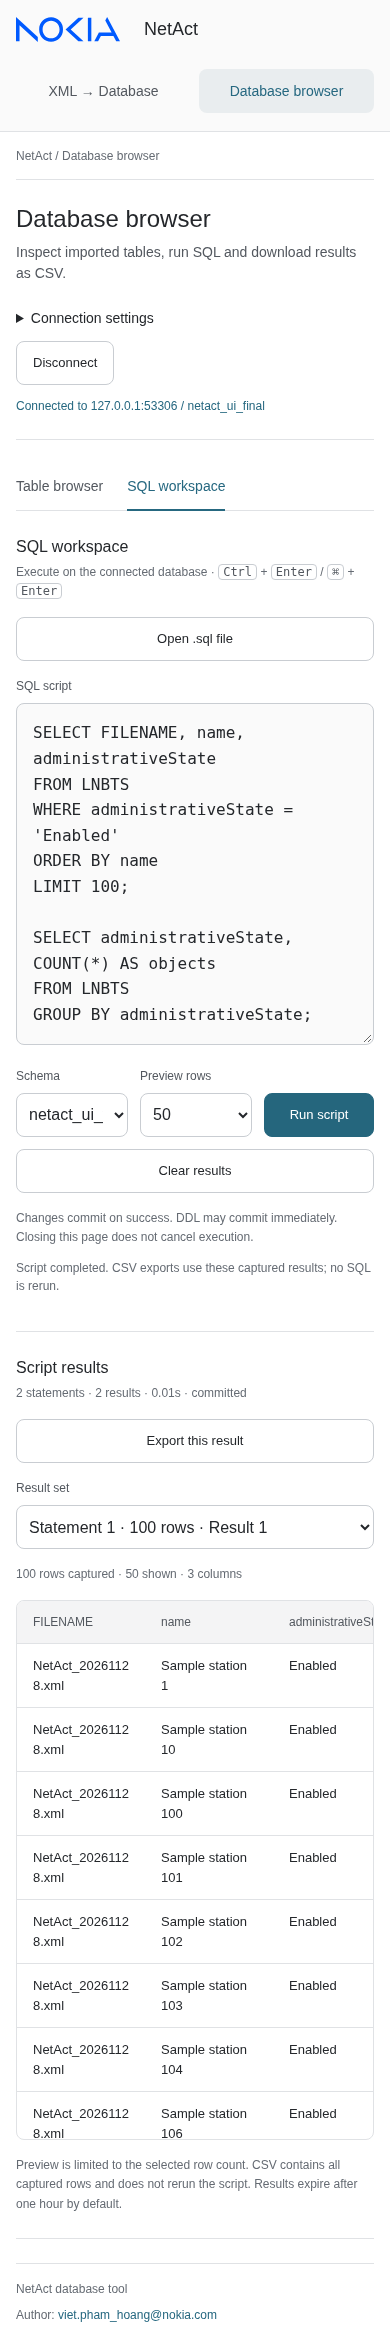 NOKIA NetAct
XML → Database Database browser
NetAct / Database browser
Database browser
Inspect imported tables, run SQL and download results
as CSV.
▶ Connection settings
Disconnect
Connected to 127.0.0.1:53306 / netact_ui_final
Table browser SQL workspace
SQL workspace
Execute on the connected database · Ctrl + Enter / ⌘ +
Enter
Open .sql file
SQL script
SELECT FILENAME, name,
administrativeState
FROM LNBTS
WHERE administrativeState =
'Enabled'
ORDER BY name
LIMIT 100;
SELECT administrativeState,
COUNT(*) AS objects
FROM LNBTS
GROUP BY administrativeState;
Schema Preview rows
netact_ui_ 50 Run script
Clear results
Changes commit on success. DDL may commit immediately.
Closing this page does not cancel execution.
Script completed. CSV exports use these captured results; no SQL
is rerun.
Script results
2 statements · 2 results · 0.01s · committed
Export this result
Result set
Statement 1 · 100 rows · Result 1
100 rows captured · 50 shown · 3 columns
FILENAME name administrativeSt
NetAct_2026112 Sample station Enabled
8.xml 1
NetAct_2026112 Sample station Enabled
8.xml 10
NetAct_2026112 Sample station Enabled
8.xml 100
NetAct_2026112 Sample station Enabled
8.xml 101
NetAct_2026112 Sample station Enabled
8.xml 102
NetAct_2026112 Sample station Enabled
8.xml 103
NetAct_2026112 Sample station Enabled
8.xml 104
NetAct_2026112 Sample station Enabled
8.xml 106
Preview is limited to the selected row count. CSV contains all
captured rows and does not rerun the script. Results expire after
one hour by default.
NetAct database tool
Author: viet.pham_hoang@nokia.com